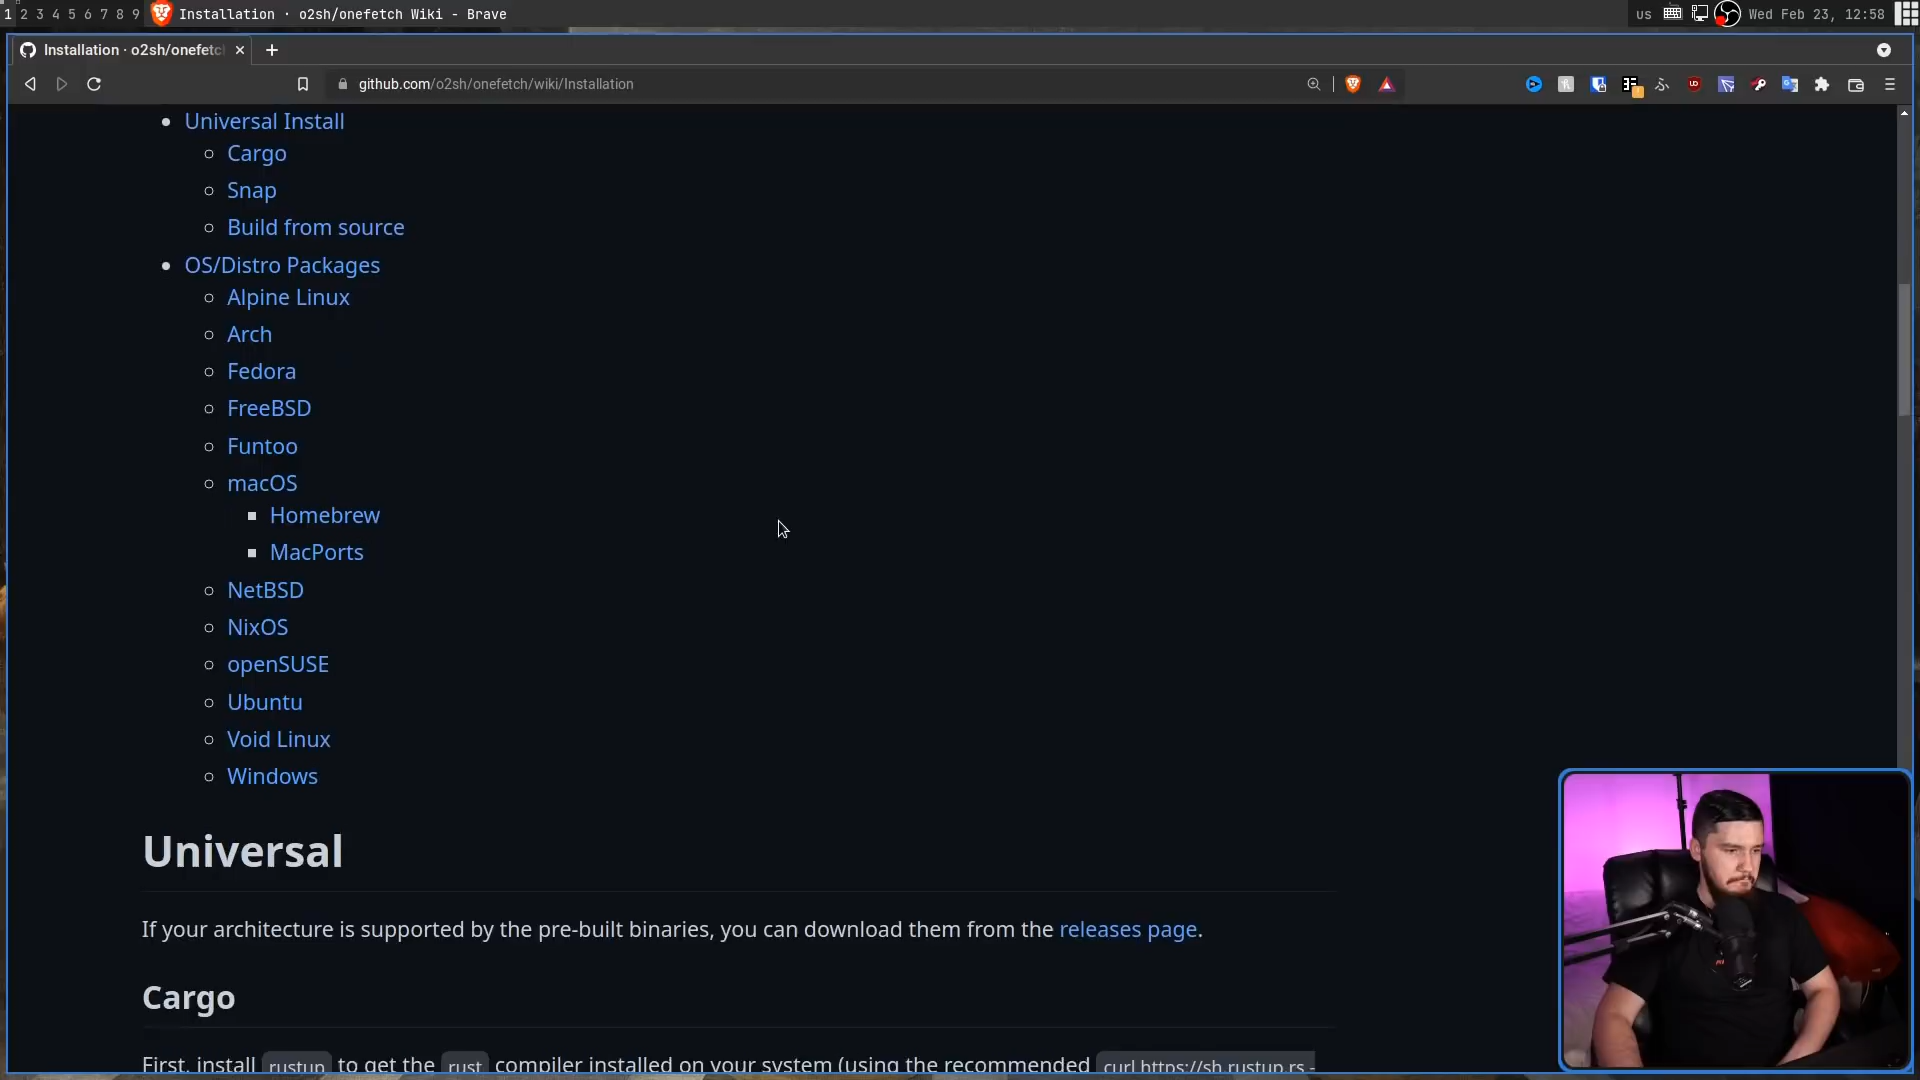 1 2 3 4 5 6 7 8 9 Installation · o2sh/onefetch Wiki - Brave us Wed Feb 23, 12:58
Installation · o2sh/onefetc
github.com/o2sh/onefetch/wiki/Installation
Universal Install
Cargo
Snap
Build from source
OS/Distro Packages
Alpine Linux
Arch
Fedora
FreeBSD
Funtoo
macOS
Homebrew
MacPorts
NetBSD
NixOS
openSUSE
Ubuntu
Void Linux
Windows
Universal
If your architecture is supported by the pre-built binaries, you can download them from the releases page.
Cargo
First, install rustup to get the rust compiler installed on your system (using the recommended curl https://sh.rustup.rs -